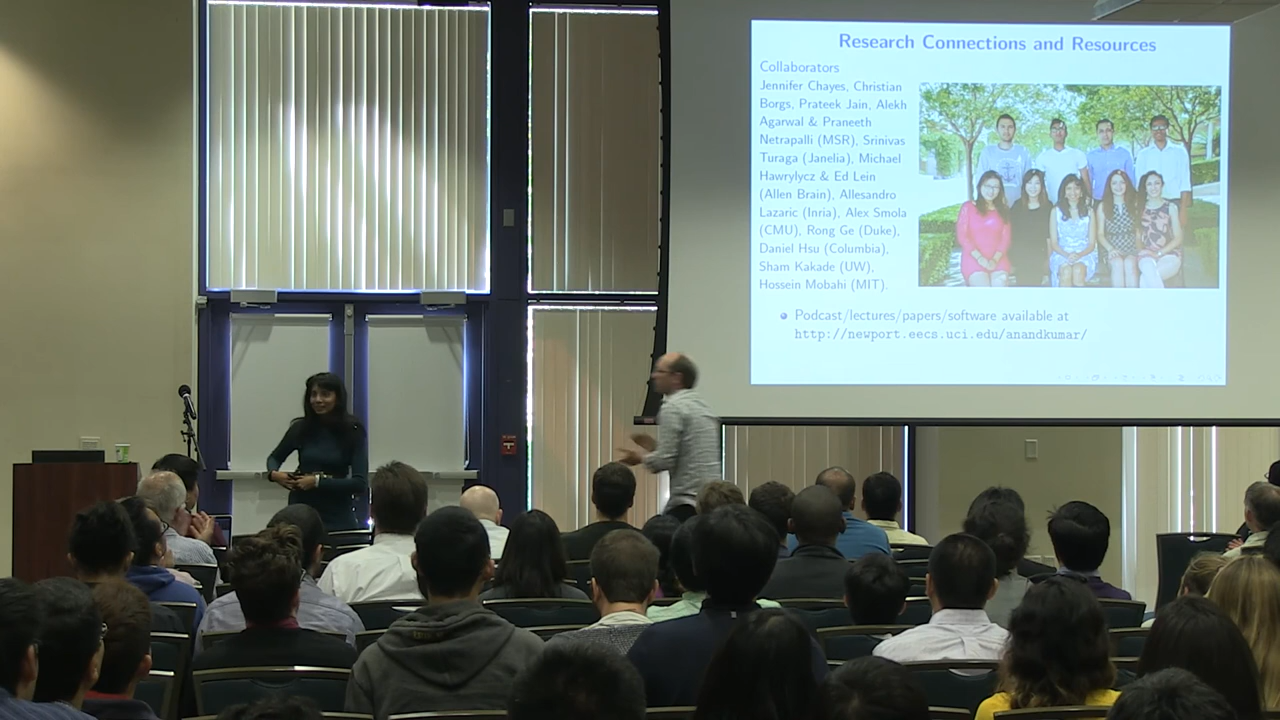 Research Connections and Resources
Collaborators
Jennifer Chayes, Christian
Borgs, Prateek Jain, Alekh
Agarwal & Praneeth
Netrapalli (MSR), Srinivas
Turaga (Janelia), Michael
Hawrylycz & Ed Lein
(Allen Brain), Allesandro
Lazaric (Inria), Alex Smola
(CMU), Rong Ge (Duke),
Daniel Hsu (Columbia),
Sham Kakade (UW),
Hossein Mobahi (MIT).
Podcast/lectures/papers/software available at
http://newport.eecs.uci.edu/anandkumar/